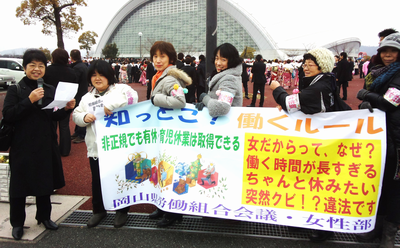 知っとこ！ 働くルール
非正規でも有休・育児休業は取得できる
女だからって、なぜ？
働く時間が長すぎる
ちゃんと休みたい
突然クビ！？違法です
岡山県労働組合会議・女性部